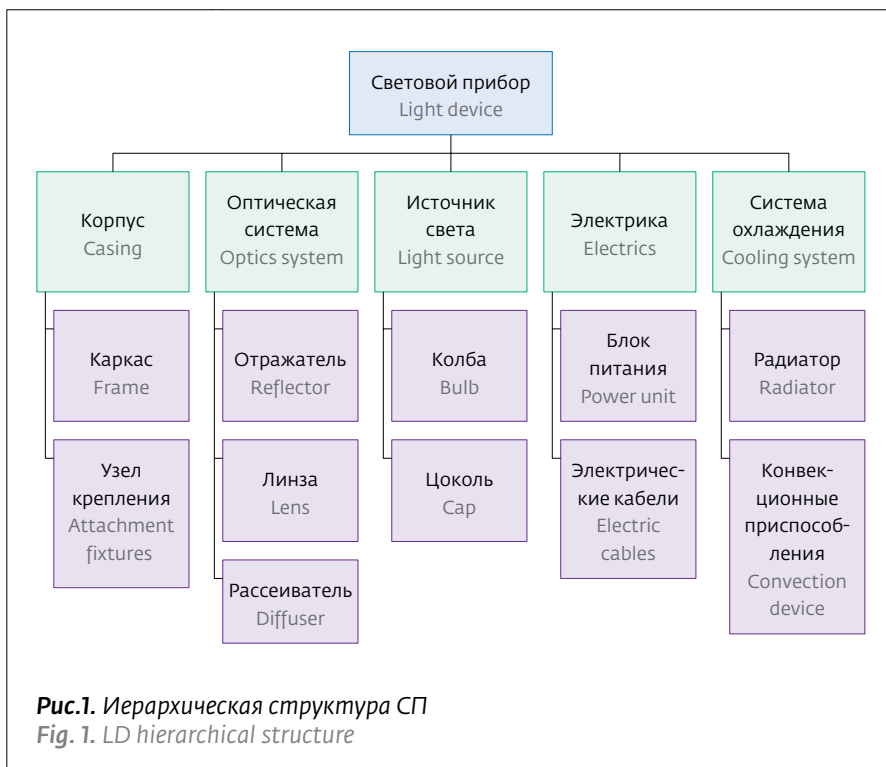 Световой прибор
Light device
Корпус
Casing
Оптическая
система
Optics system
Источник
света
Light source
Электрика
Electrics
Система
охлаждения
Cooling system
Каркас
Frame
Отражатель
Reflector
Колба
Bulb
Блок
питания
Power unit
Радиатор
Radiator
Узел
крепления
Attachment
fixtures
Линза
Lens
Цоколь
Cap
Электричес-
кие кабели
Electric
cables
Конвек-
ционные
приспособ-
ления
Convection
device
Рассеиватель
Diffuser
Рис.1. Иерархическая структура СП
Fig. 1. LD hierarchical structure